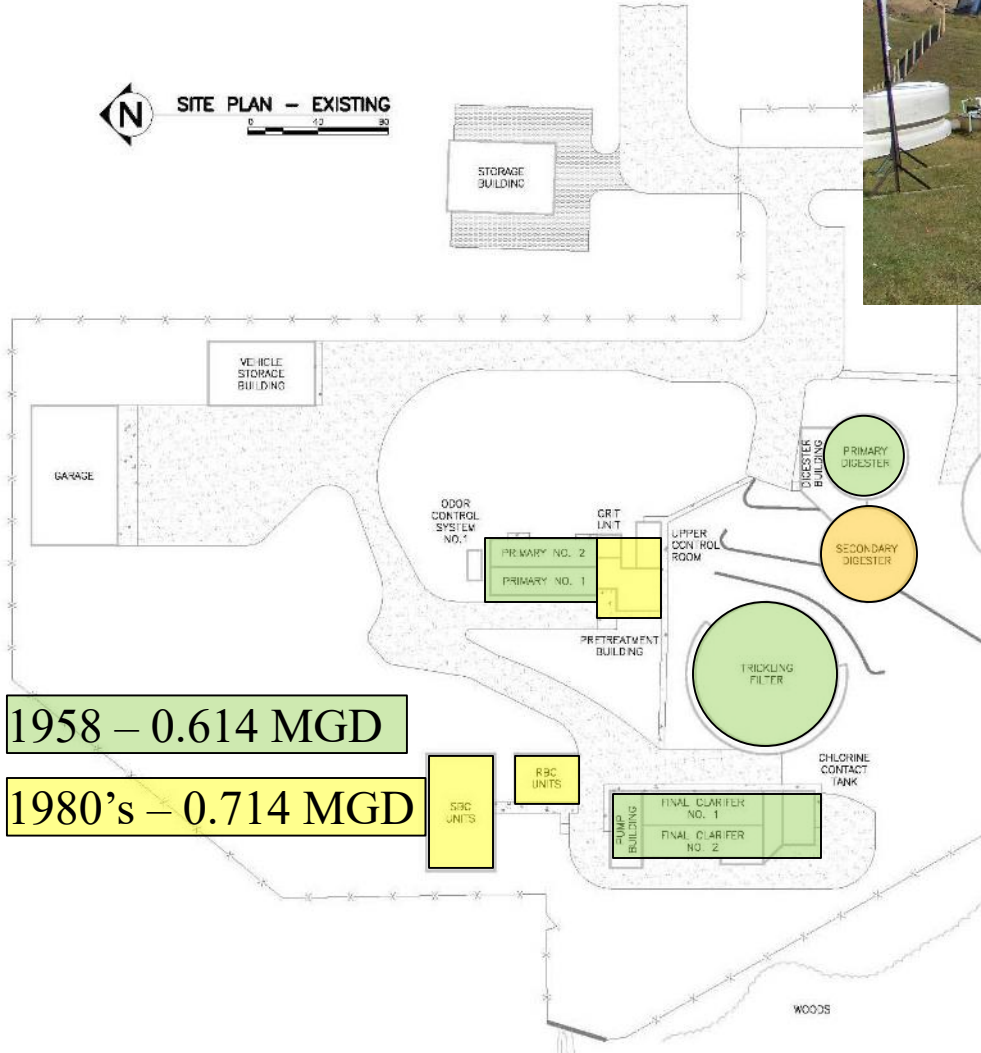 N
SITE PLAN – EXISTING
0 40 80
STORAGE
BUILDING
VEHICLE
STORAGE
BUILDING
GARAGE
DIGESTER
BUILDING
PRIMARY
DIGESTER
ODOR
CONTROL
SYSTEM
NO.1
GRIT
UNIT
UPPER
CONTROL
ROOM
SECONDARY
DIGESTER
PRIMARY NO. 2
PRIMARY NO. 1
PRETREATMENT
BUILDING
TRICKLING
FILTER
1958 – 0.614 MGD
1980’s – 0.714 MGD
SBC
UNITS
RBC
UNITS
CHLORINE
CONTACT
TANK
PUMP
BUILDING
FINAL CLARIFER
NO. 1
FINAL CLARIFER
NO. 2
WOODS